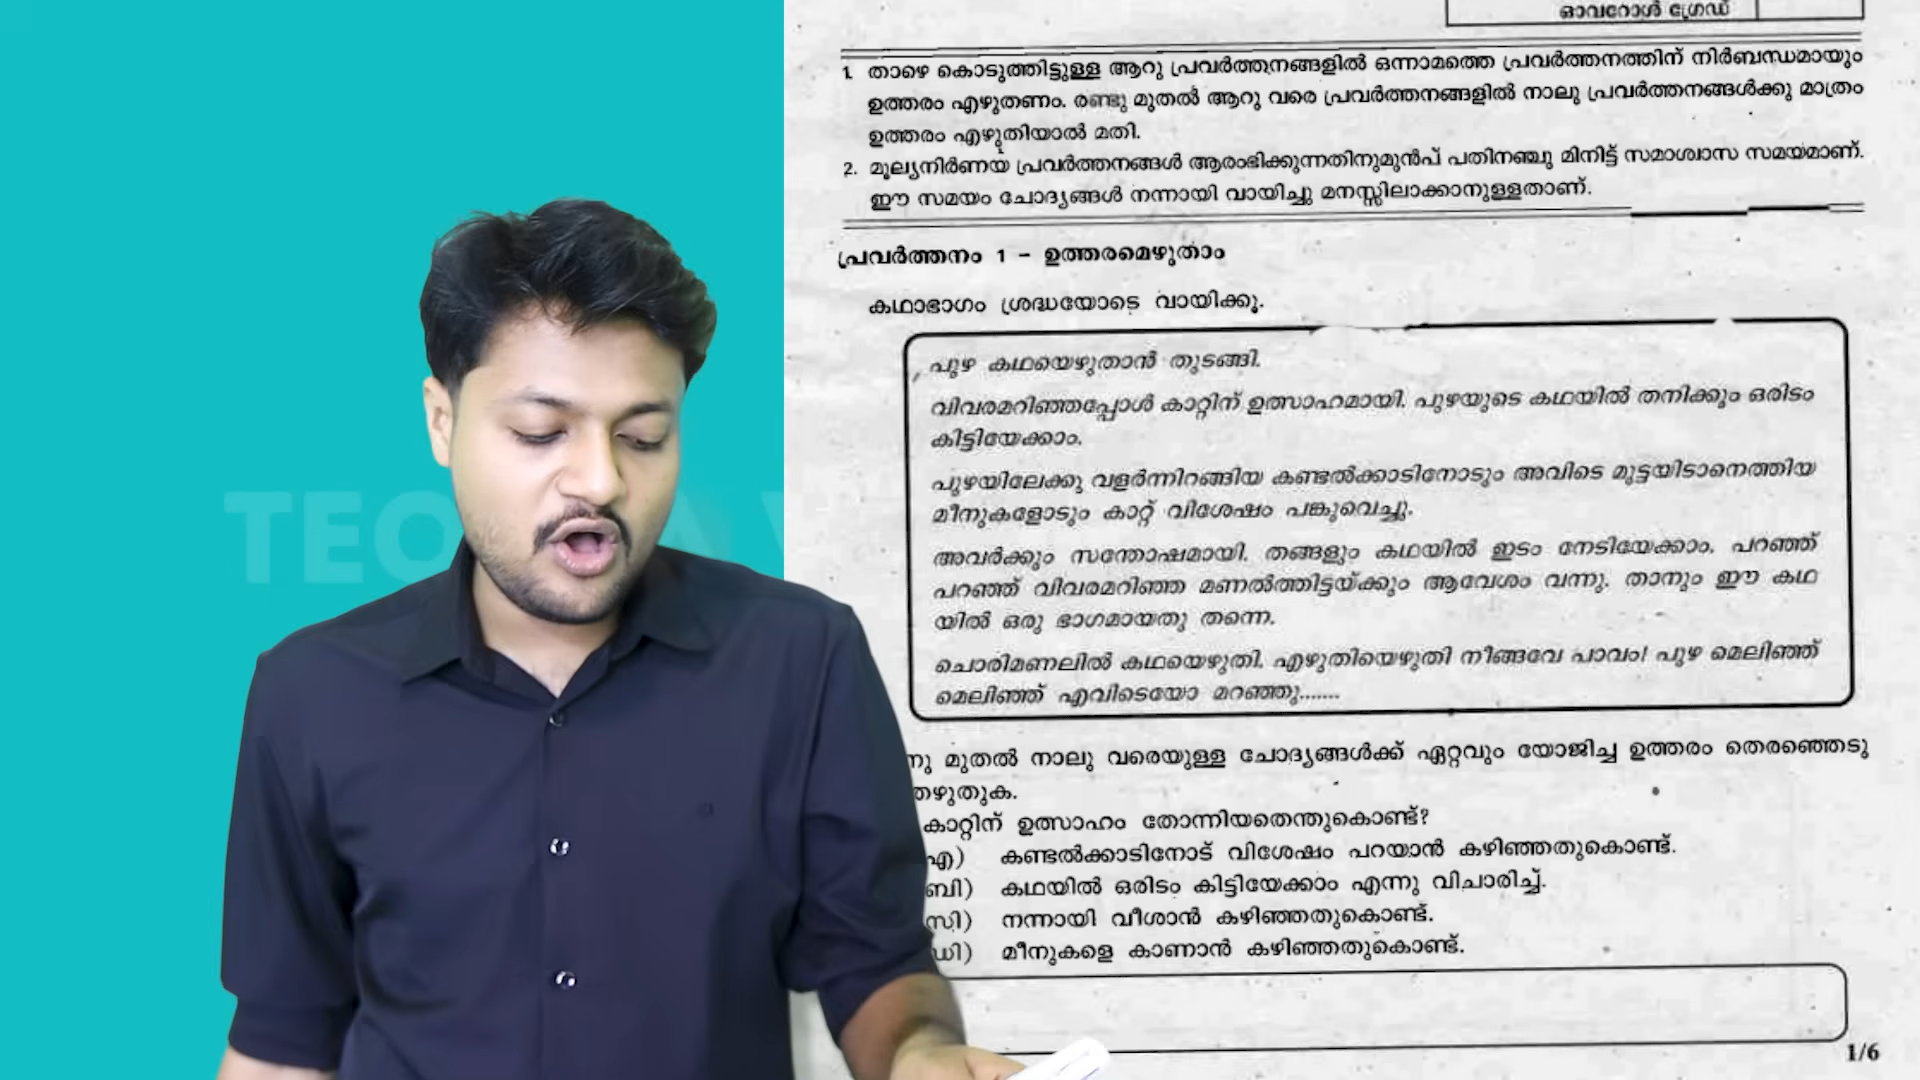 ഓവറോൾ ഗ്രേഡ്
1. താഴെ കൊടുത്തിട്ടുള്ള ആറു പ്രവർത്തനങ്ങളിൽ ഒന്നാമത്തെ പ്രവർത്തനത്തിന് നിർബന്ധമായും
ഉത്തരം എഴുതണം. രണ്ടു മുതൽ ആറു വരെ പ്രവർത്തനങ്ങളിൽ നാലു പ്രവർത്തനങ്ങൾക്കു മാത്രം
ഉത്തരം എഴുതിയാൽ മതി.
2. മൂല്യനിർണയ പ്രവർത്തനങ്ങൾ ആരംഭിക്കുന്നതിനുമുൻപ് പതിനഞ്ചു മിനിട്ട് സമാശ്വാസ സമയമാണ്.
ഈ സമയം ചോദ്യങ്ങൾ നന്നായി വായിച്ചു മനസ്സിലാക്കാനുള്ളതാണ്.
പ്രവർത്തനം 1 – ഉത്തരമെഴുതാം
കഥാഭാഗം ശ്രദ്ധയോടെ വായിക്കൂ.
പുഴ കഥയെഴുതാൻ തുടങ്ങി.
വിവരമറിഞ്ഞപ്പോൾ കാറ്റിന് ഉത്സാഹമായി. പുഴയുടെ കഥയിൽ തനിക്കും ഒരിടം
കിട്ടിയേക്കാം.
പുഴയിലേക്കു വളർന്നിറങ്ങിയ കണ്ടൽക്കാടിനോടും അവിടെ മുട്ടയിടാനെത്തിയ
മീനുകളോടും കാറ്റ് വിശേഷം പങ്കുവെച്ചു.
അവർക്കും സന്തോഷമായി. തങ്ങളും കഥയിൽ ഇടം നേടിയേക്കാം. പറഞ്ഞ്
പറഞ്ഞ് വിവരമറിഞ്ഞ മണൽത്തിട്ടയ്ക്കും ആവേശം വന്നു. താനും ഈ കഥ
യിൽ ഒരു ഭാഗമായതു തന്നെ.
ചൊരിമണലിൽ കഥയെഴുതി. എഴുതിയെഴുതി നീങ്ങവേ പാവം! പുഴ മെലിഞ്ഞ്
മെലിഞ്ഞ് എവിടെയോ മറഞ്ഞു.......
നു മുതൽ നാലു വരെയുള്ള ചോദ്യങ്ങൾക്ക് ഏറ്റവും യോജിച്ച ഉത്തരം തെരഞ്ഞെടു
തഴുതുക.
കാറ്റിന് ഉത്സാഹം തോന്നിയതെന്തുകൊണ്ട്?
എ) കണ്ടൽക്കാടിനോട് വിശേഷം പറയാൻ കഴിഞ്ഞതുകൊണ്ട്.
ബി) കഥയിൽ ഒരിടം കിട്ടിയേക്കാം എന്നു വിചാരിച്ച്.
സി) നന്നായി വീശാൻ കഴിഞ്ഞതുകൊണ്ട്.
ഡി) മീനുകളെ കാണാൻ കഴിഞ്ഞതുകൊണ്ട്.
1/6